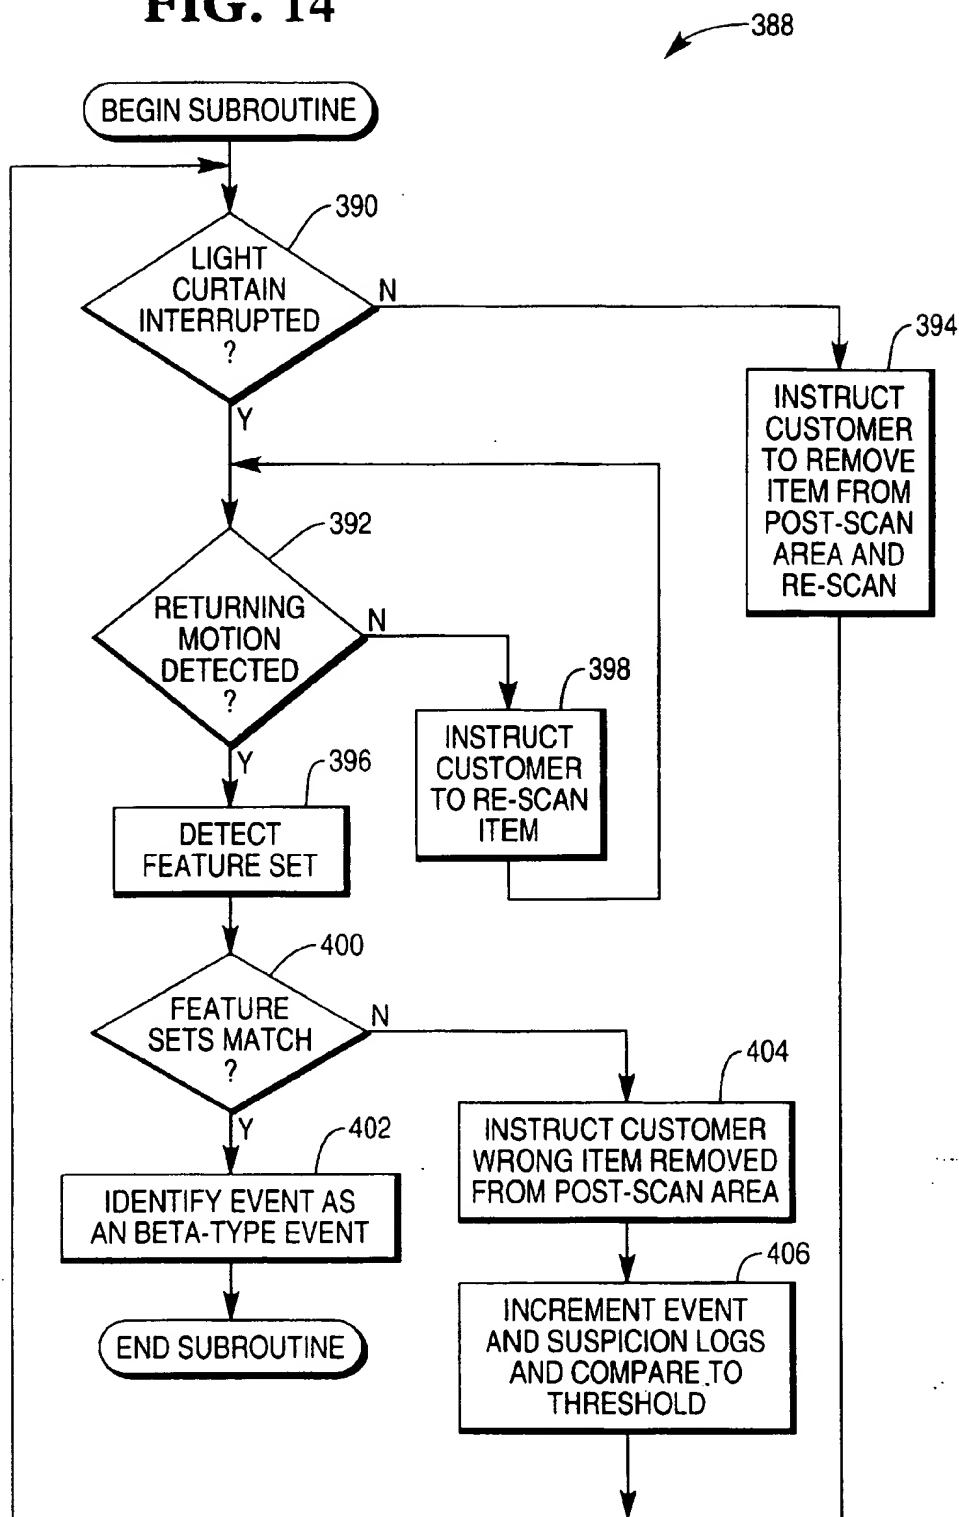 FIG. 14
388
BEGIN SUBROUTINE
390
LIGHT
CURTAIN
INTERRUPTED
?
N
Y
394
INSTRUCT
CUSTOMER
TO REMOVE
ITEM FROM
POST-SCAN
AREA AND
RE-SCAN
392
RETURNING
MOTION
DETECTED
?
N
Y
398
INSTRUCT
CUSTOMER
TO RE-SCAN
ITEM
396
DETECT
FEATURE SET
400
FEATURE
SETS MATCH
?
N
Y
404
INSTRUCT CUSTOMER
WRONG ITEM REMOVED
FROM POST-SCAN AREA
402
IDENTIFY EVENT AS
AN BETA-TYPE EVENT
406
INCREMENT EVENT
AND SUSPICION LOGS
AND COMPARE TO
THRESHOLD
END SUBROUTINE